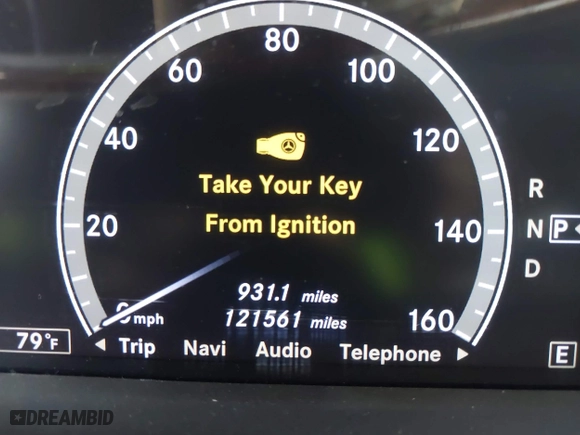 80
60 100
40 120
Take Your Key
From Ignition
20 140
R
N P
D
931.1 miles
121561 miles
0 mph 160
79°F
Trip Navi Audio Telephone
E
DREAMBID